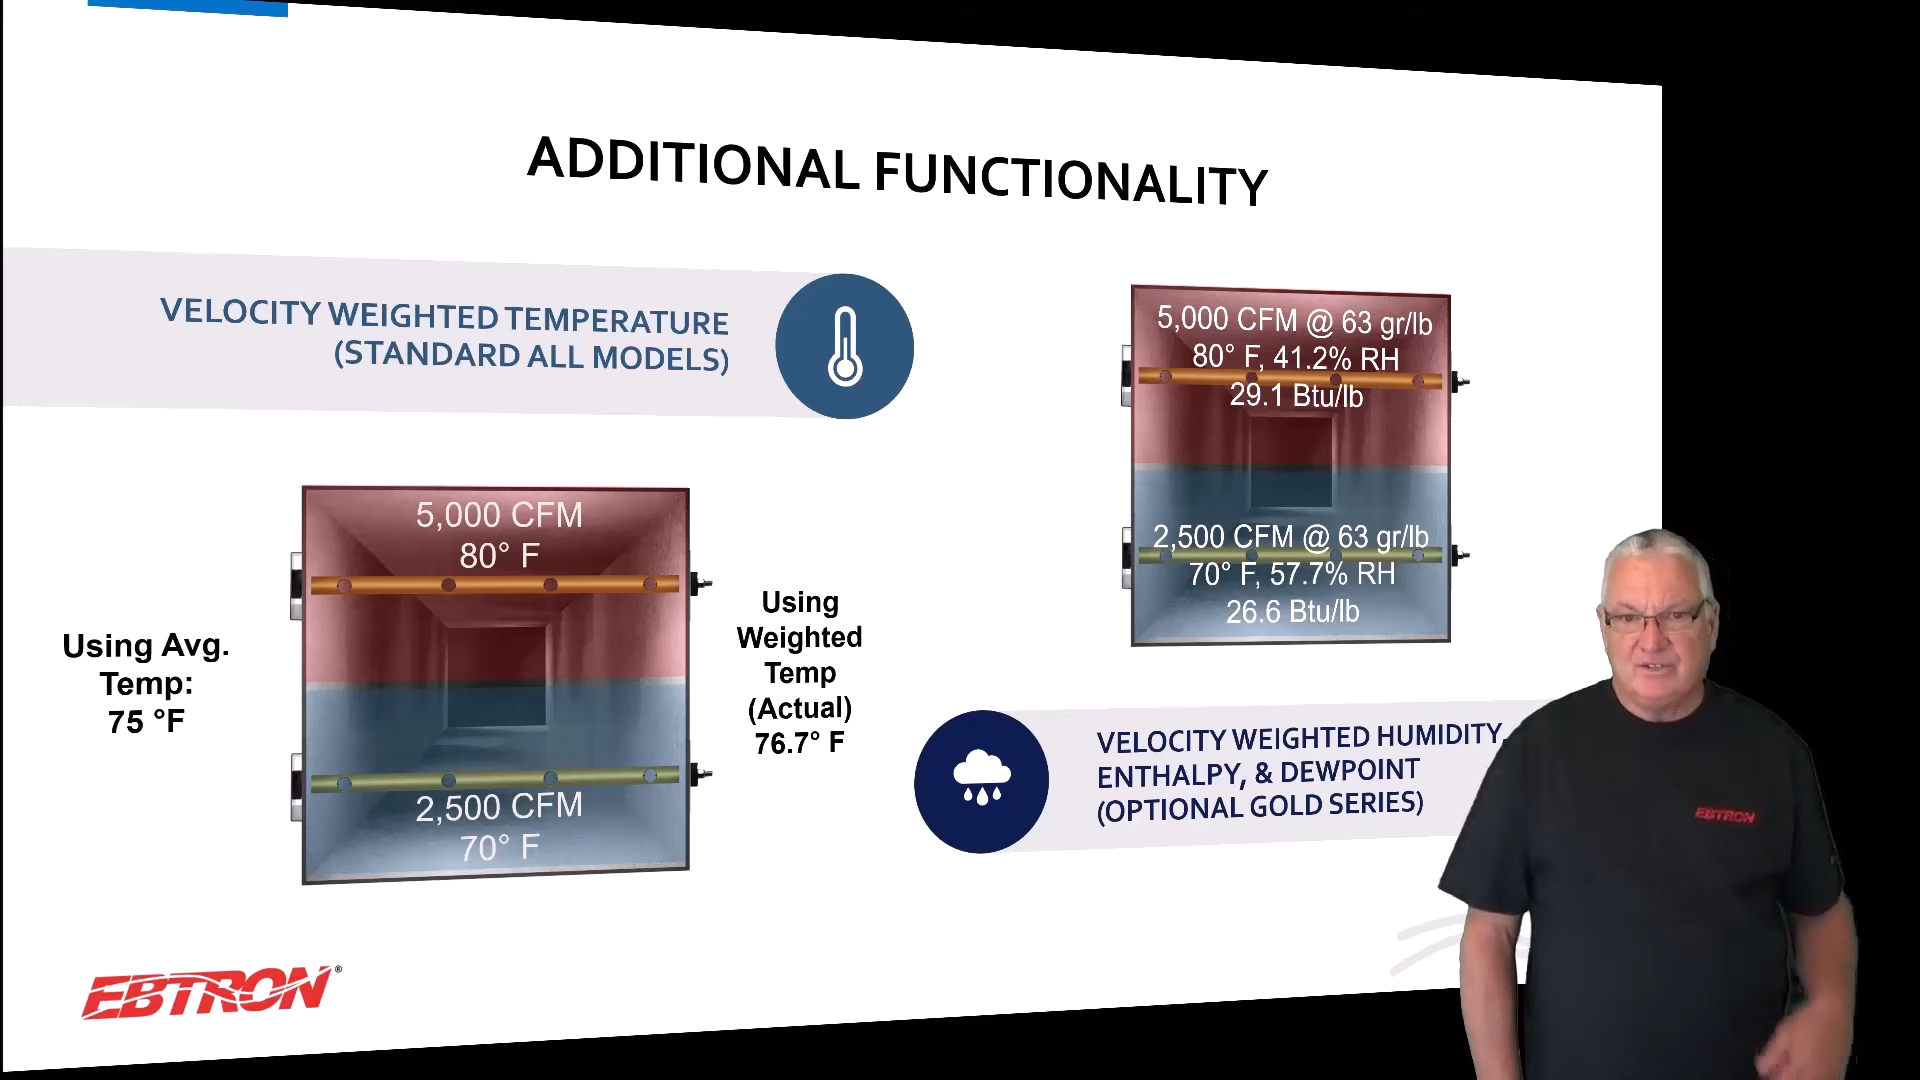 ADDITIONAL FUNCTIONALITY
VELOCITY WEIGHTED TEMPERATURE
(STANDARD ALL MODELS)
5,000 CFM
80° F
Using Avg.
Temp:
75 °F
Using
Weighted
Temp
(Actual)
76.7° F
2,500 CFM
70° F
5,000 CFM @ 63 gr/lb
80° F, 41.2% RH
29.1 Btu/lb
2,500 CFM @ 63 gr/lb
70° F, 57.7% RH
26.6 Btu/lb
VELOCITY WEIGHTED HUMIDITY,
ENTHALPY, & DEWPOINT
(OPTIONAL GOLD SERIES)
EBTRON
EBTRON®